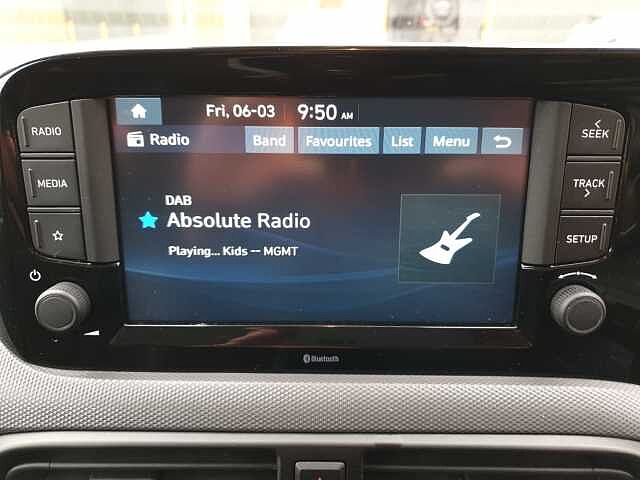 Fri, 06-03 9:50 AM
Radio Band Favourites List Menu
DAB
Absolute Radio
Playing... Kids -- MGMT
RADIO
MEDIA
< SEEK
TRACK >
SETUP
Bluetooth